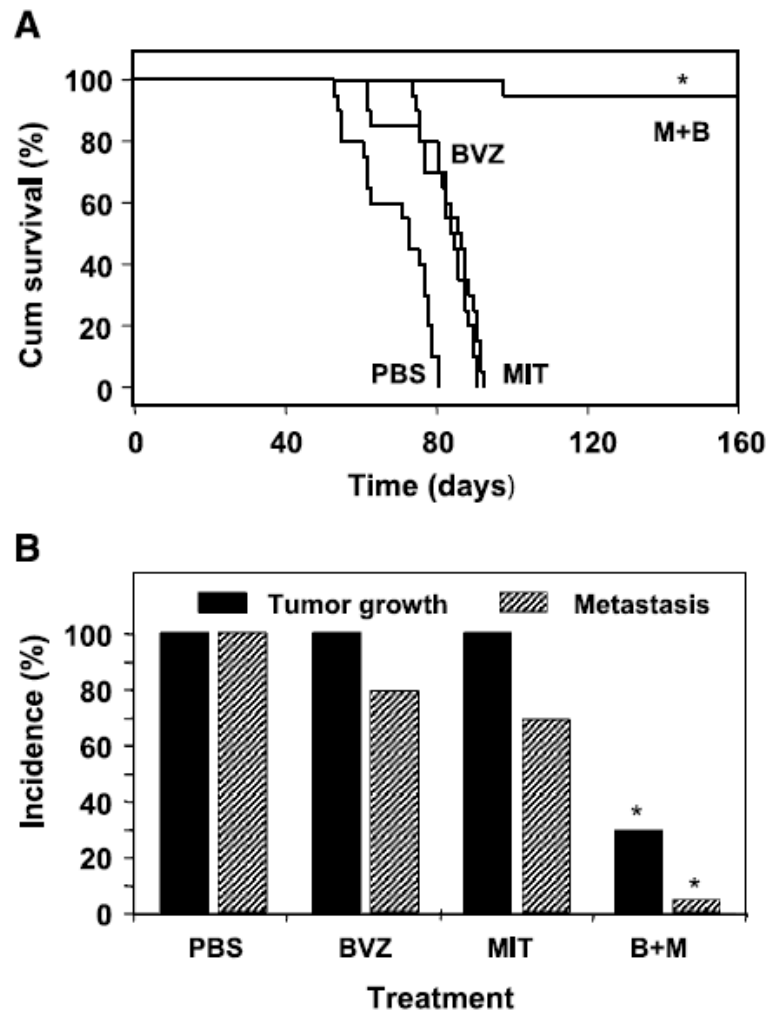 A
Cum survival (%)
100
80
60
40
20
0
*
M+B
BVZ
PBS
MIT
0 40 80 120 160
Time (days)
B
Incidence (%)
Tumor growth Metastasis
100
80
60
40
20
0
*
*
PBS BVZ MIT B+M
Treatment